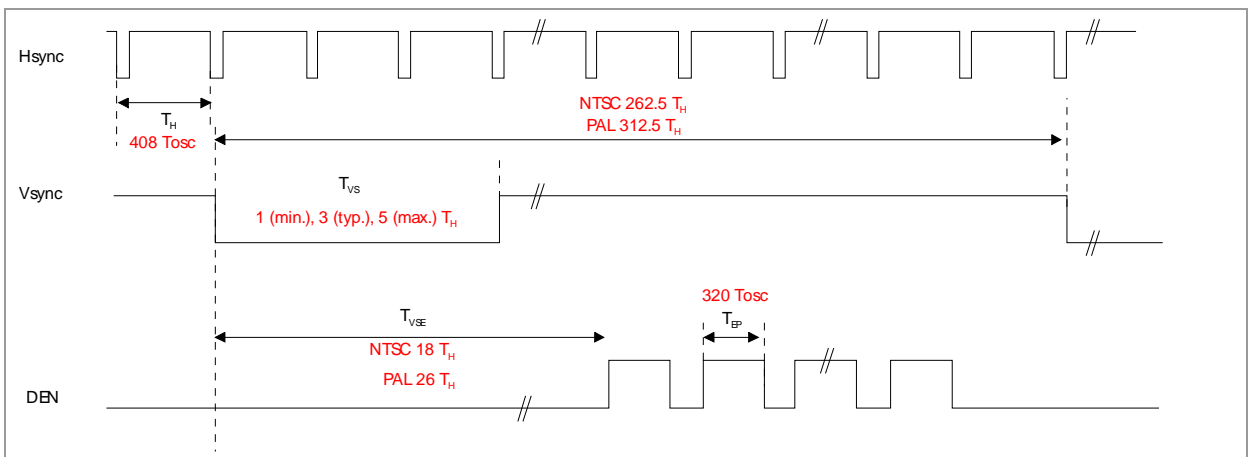 Hsync
T_H
408 Tosc
NTSC 262.5 T_H
PAL 312.5 T_H
Vsync
T_VS
1 (min.), 3 (typ.), 5 (max.) T_H
320 Tosc
T_VSE
T_EP
NTSC 18 T_H
PAL 26 T_H
DEN